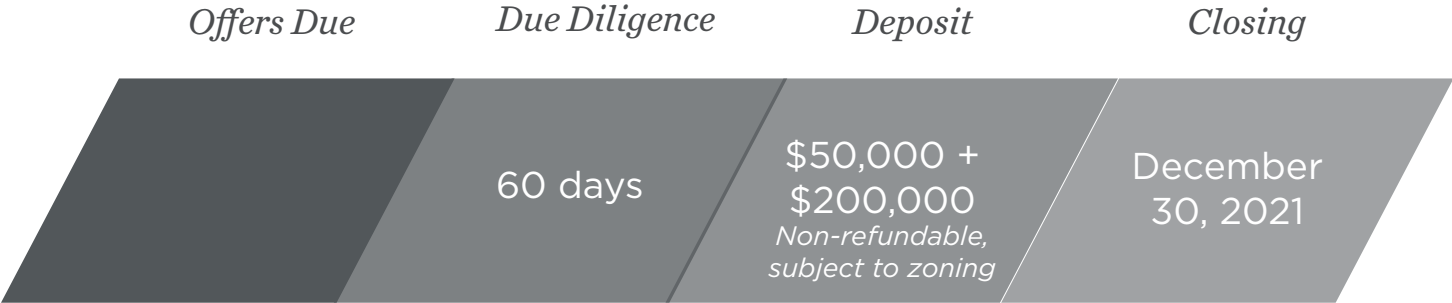 Offers Due
Due Diligence
Deposit
Closing
60 days
$50,000 +
$200,000
Non-refundable,
subject to zoning
December
30, 2021